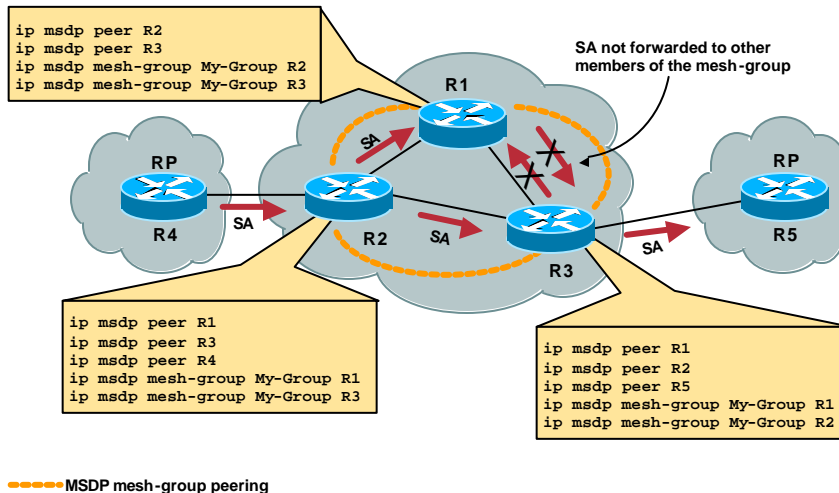 ip msdp peer R2
ip msdp peer R3
ip msdp mesh-group My-Group R2
ip msdp mesh-group My-Group R3
SA not forwarded to other
members of the mesh-group
R1
SA
X
X
RP
R4
SA
R2
SA
R3
SA
RP
R5
ip msdp peer R1
ip msdp peer R3
ip msdp peer R4
ip msdp mesh-group My-Group R1
ip msdp mesh-group My-Group R3
ip msdp peer R1
ip msdp peer R2
ip msdp peer R5
ip msdp mesh-group My-Group R1
ip msdp mesh-group My-Group R2
MSDP mesh-group peering